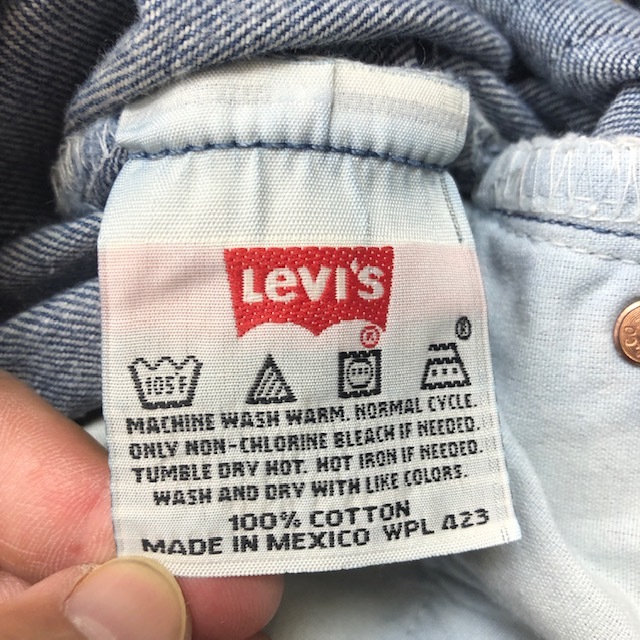 Levi's
®
®
105F
MACHINE WASH WARM. NORMAL CYCLE.
ONLY NON-CHLORINE BLEACH IF NEEDED.
TUMBLE DRY HOT. HOT IRON IF NEEDED.
WASH AND DRY WITH LIKE COLORS.
100% COTTON
MADE IN MEXICO WPL 423